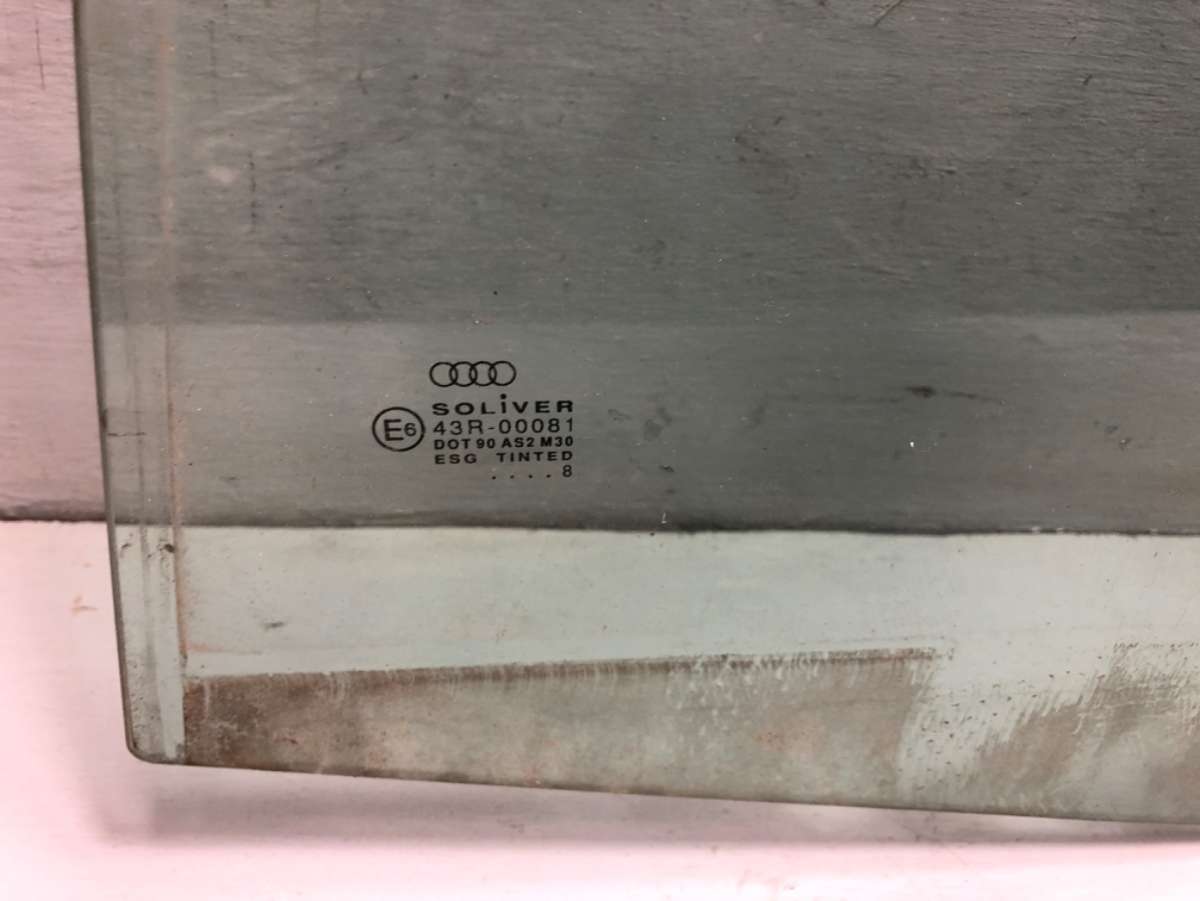 SOLiVER
E6 43R-00081
DOT 90 AS2 M30
ESG TINTED
. . . . 8